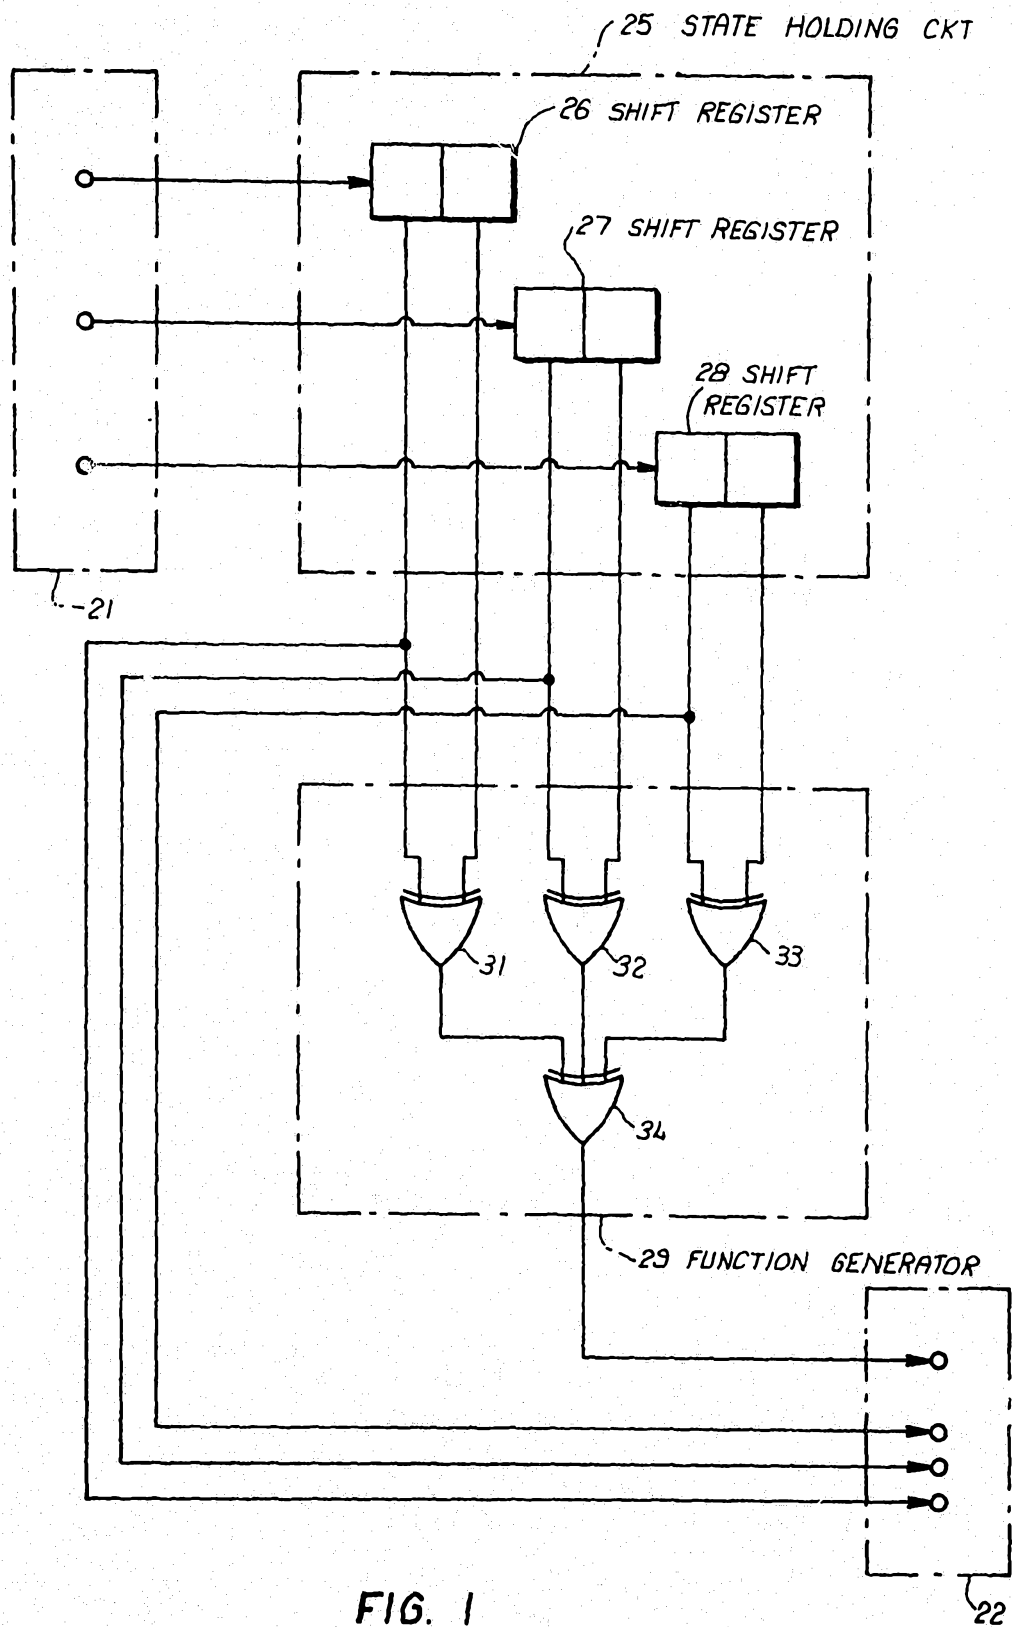 25 STATE HOLDING CKT
26 SHIFT REGISTER
27 SHIFT REGISTER
28 SHIFT
REGISTER
21
31
32
33
34
29 FUNCTION GENERATOR
22
FIG. 1